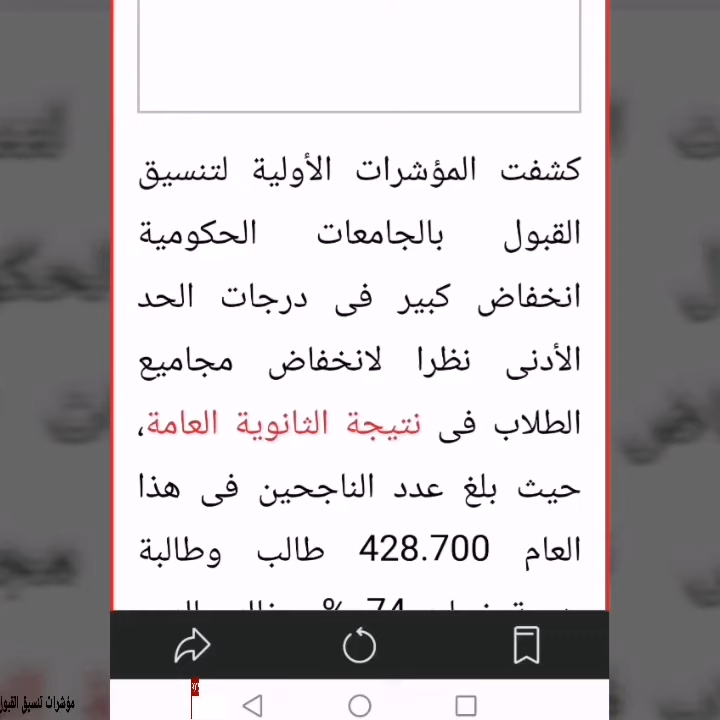 كشفت المؤشرات الأولية لتنسيق
القبول بالجامعات الحكومية
انخفاض كبير فى درجات الحد
الأدنى نظرا لانخفاض مجاميع
الطلاب فى نتيجة الثانوية العامة،
حيث بلغ عدد الناجحين فى هذا
العام 428.700 طالب وطالبة
74 %
مؤشرات تنسيق القبول